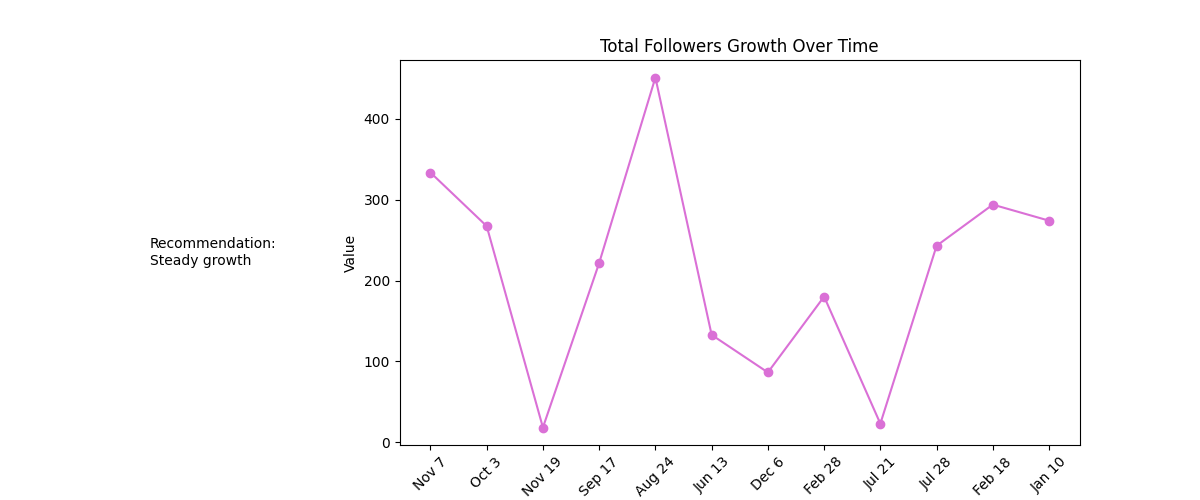 Total Followers Growth Over Time
Recommendation:
Steady growth
Value
400
300
200
100
0
Nov 7
Oct 3
Nov 19
Sep 17
Aug 24
Jun 13
Dec 6
Feb 28
Jul 21
Jul 28
Feb 18
Jan 10